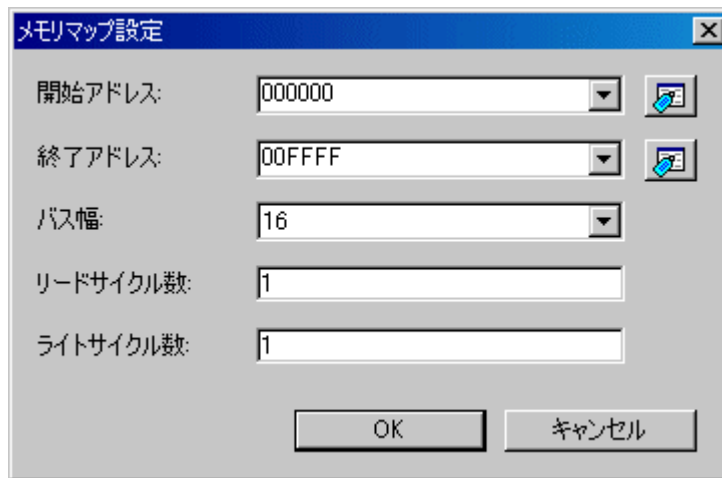 メモリマップ設定
開始アドレス: 000000
終了アドレス: 00FFFF
バス幅: 16
リードサイクル数: 1
ライトサイクル数: 1
OK キャンセル